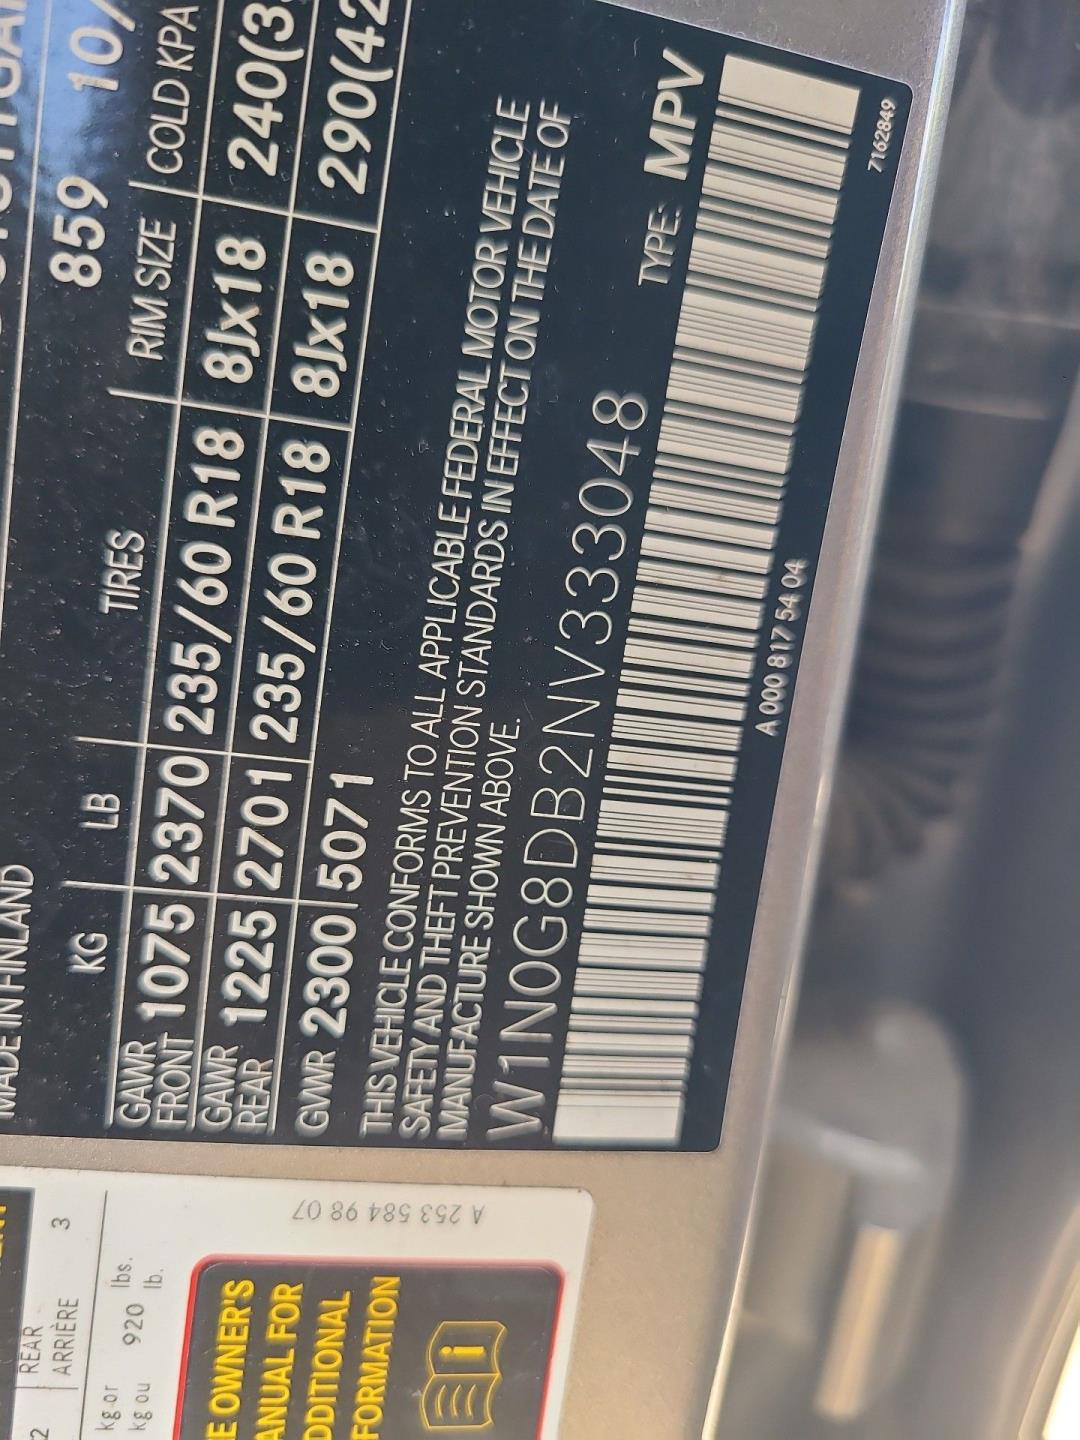 859 10/
MADE IN FINLAND
KG LB TIRES RIM SIZE COLD KPA
GAWR FRONT 1075 2370 235/60 R18 8Jx18 240(3
GAWR REAR 1225 2701 235/60 R18 8Jx18 290(42
GWR 2300 5071
THIS VEHICLE CONFORMS TO ALL APPLICABLE FEDERAL MOTOR VEHICLE
SAFETY AND THEFT PREVENTION STANDARDS IN EFFECT ON THE DATE OF
MANUFACTURE SHOWN ABOVE.
W1N0G8DB2NV333048 TYPE: MPV
A 000 817 54 04
7162849
REAR
ARRIÈRE 3
kg or lbs.
kg ou 920 lb.
A 253 584 98 07
E OWNER'S
ANUAL FOR
DDITIONAL
FORMATION